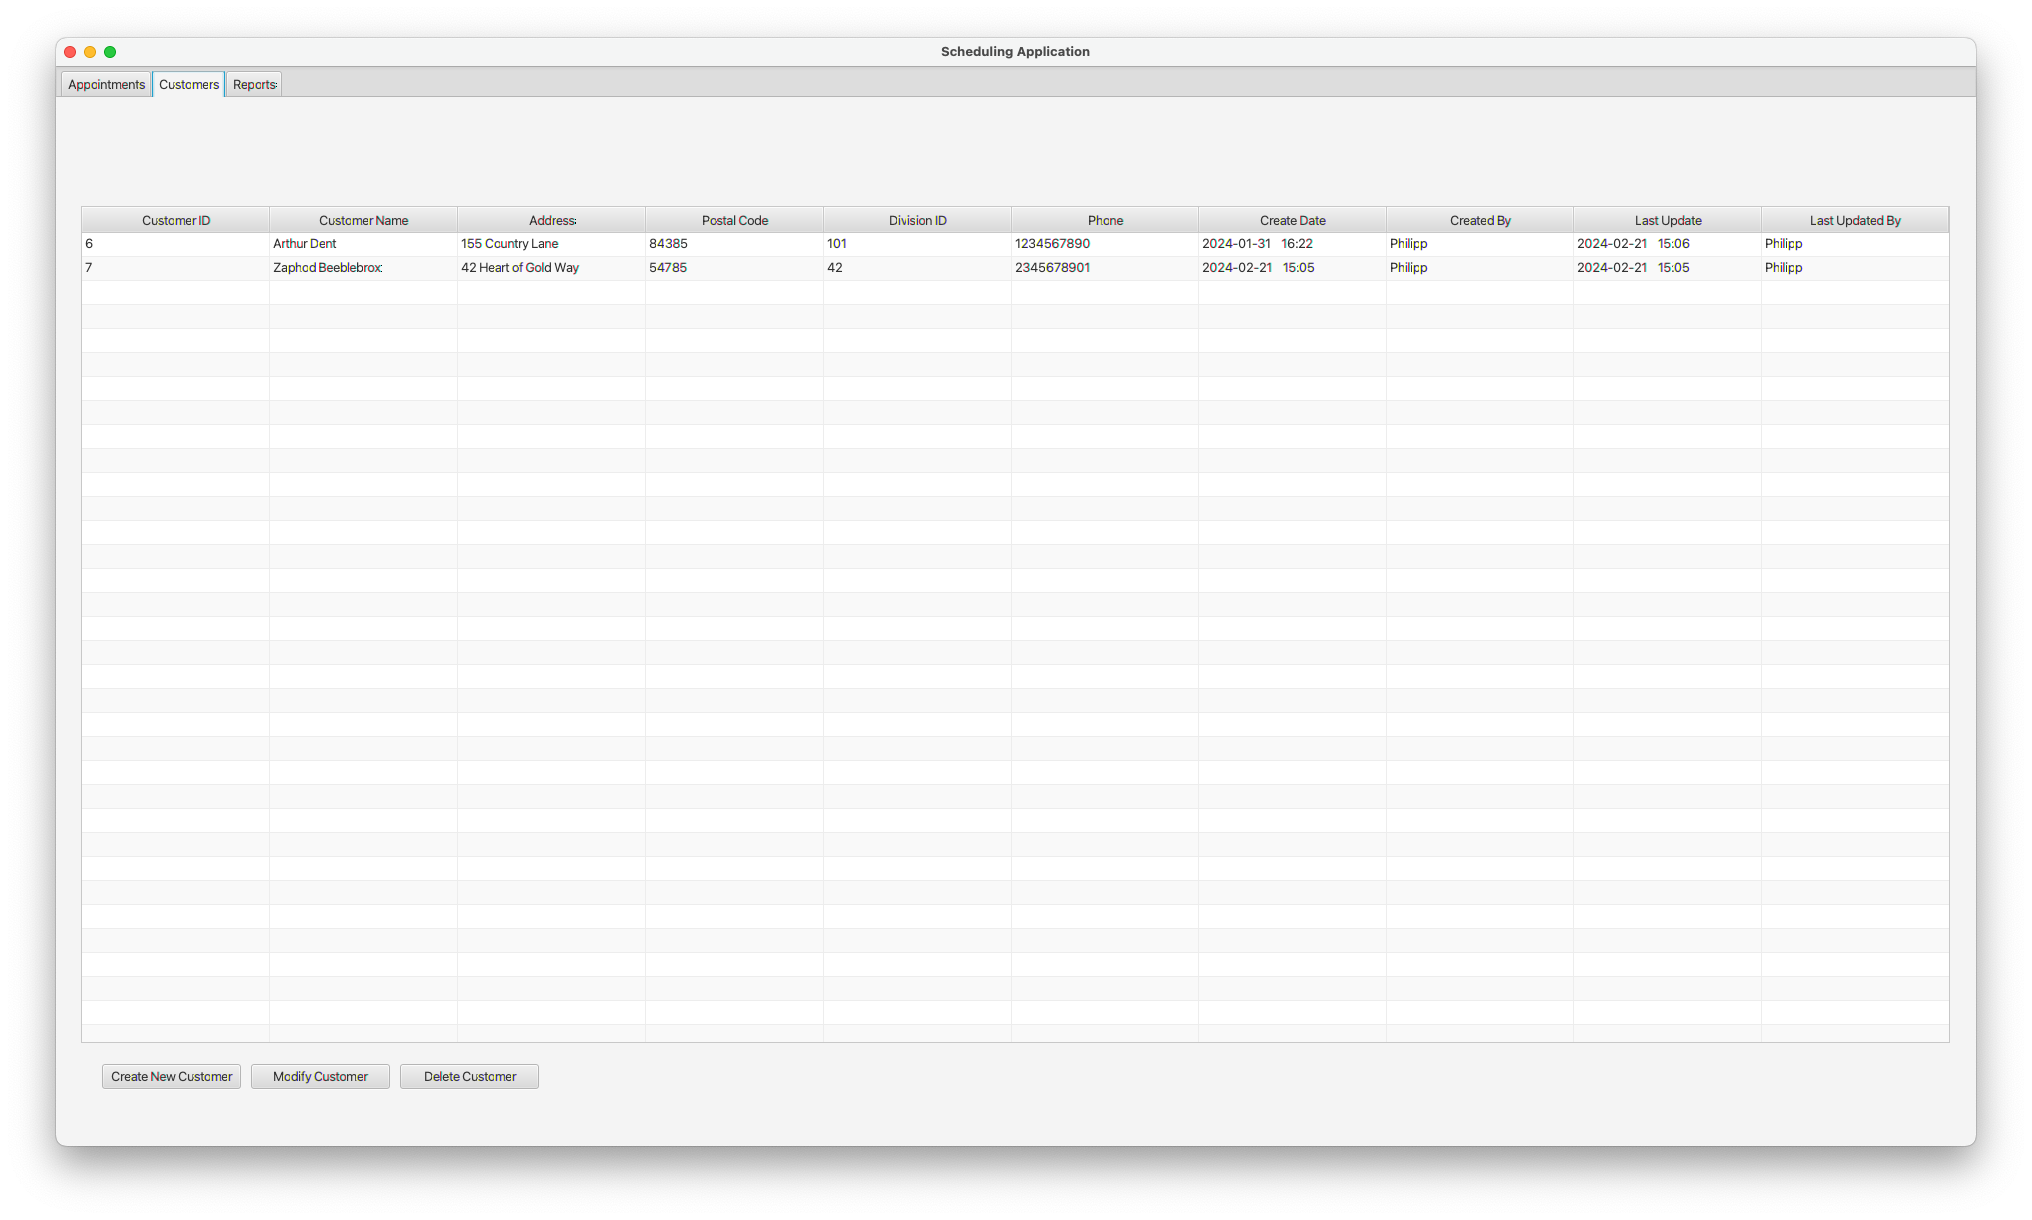 Scheduling Application
Appointments Customers Reports
Customer ID Customer Name Address Postal Code Division ID Phone Create Date Created By Last Update Last Updated By
6 Arthur Dent 155 Country Lane 84385 101 1234567890 2024-01-31 16:22 Philipp 2024-02-21 15:06 Philipp
7 Zaphod Beeblebrox 42 Heart of Gold Way 54785 42 2345678901 2024-02-21 15:05 Philipp 2024-02-21 15:05 Philipp
Create New Customer Modify Customer Delete Customer